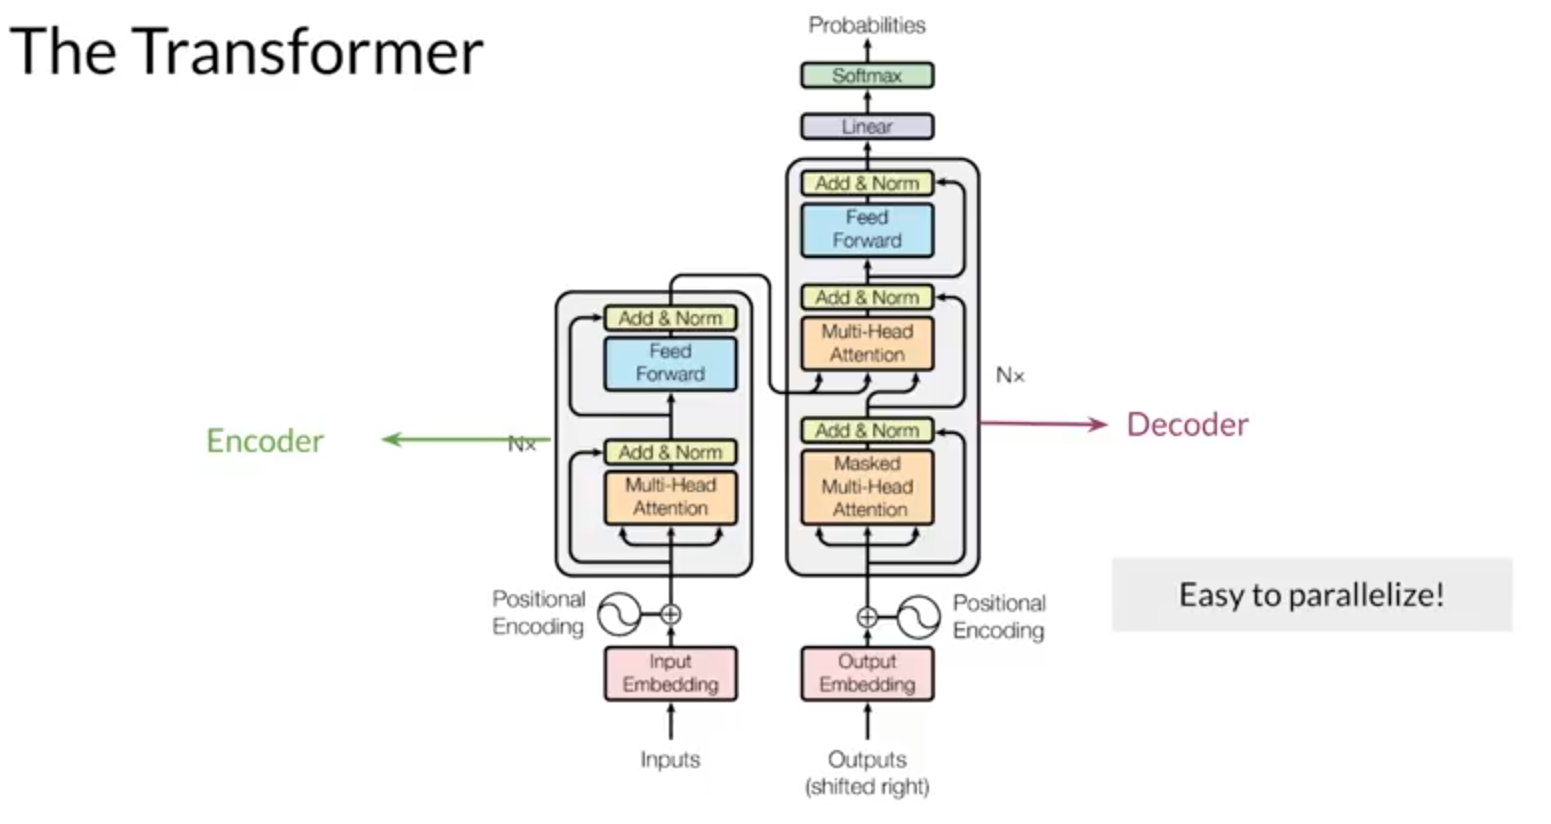 The Transformer
Probabilities
Softmax
Linear
Add & Norm
Feed
Forward
Add & Norm
Multi-Head
Attention
Add & Norm
Masked
Multi-Head
Attention
Nx
Decoder
Add & Norm
Feed
Forward
Add & Norm
Multi-Head
Attention
Nx
Encoder
Positional
Encoding
Input
Embedding
Inputs
Positional
Encoding
Output
Embedding
Outputs
(shifted right)
Easy to parallelize!